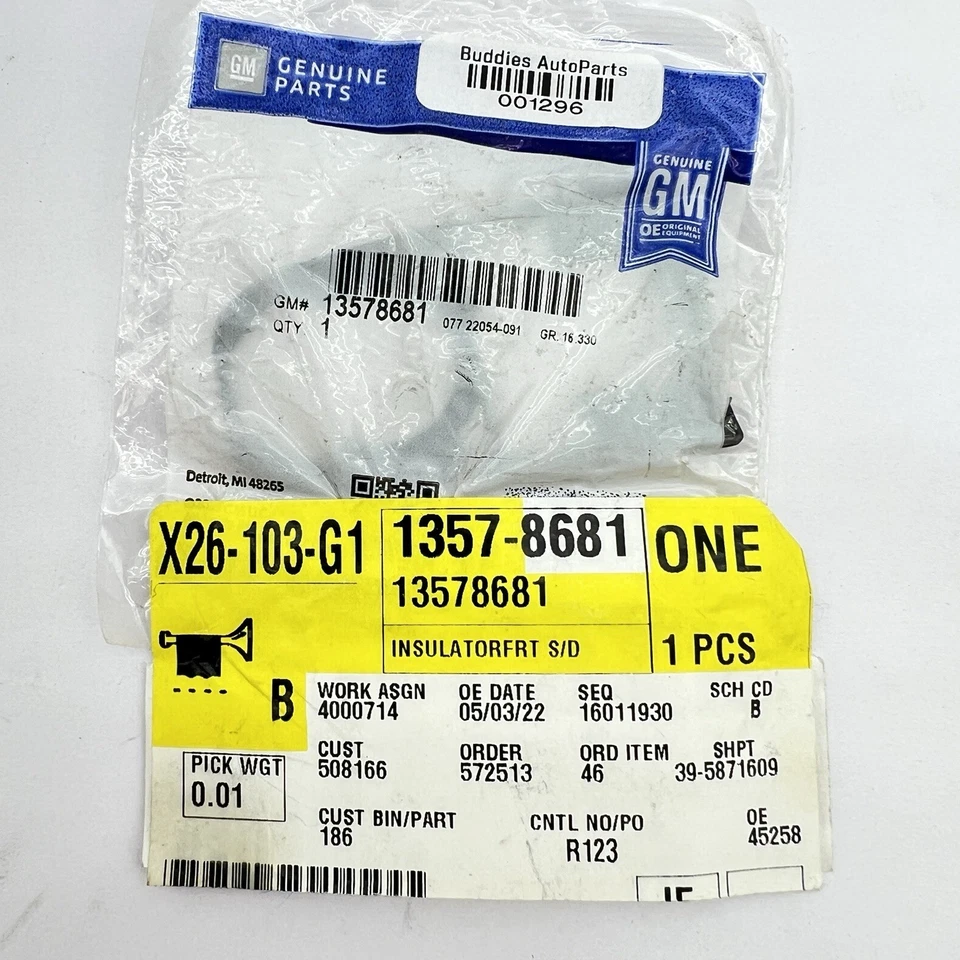 Buddies AutoParts
001296
GM GENUINE
PARTS
GENUINE
GM
OE ORIGINAL
EQUIPMENT
GM# 13578681
QTY 1 077 22054-091 GR. 16.330
Detroit, MI 48265
X26-103-G1
1357-8681
13578681
INSULATORFRT S/D
ONE
1 PCS
B
WORK ASGN OE DATE SEQ SCH CD
4000714 05/03/22 16011930 B
CUST ORDER ORD ITEM SHPT
508166 572513 46 39-5871609
PICK WGT
0.01
CUST BIN/PART CNTL NO/PO OE
186 R123 45258